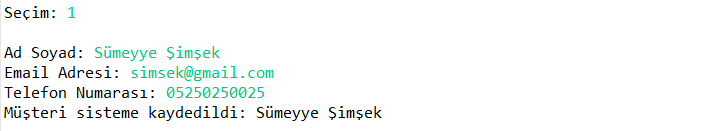 Seçim: 1
Ad Soyad: Sümeyye Şimşek
Email Adresi: simsek@gmail.com
Telefon Numarası: 05250250025
Müşteri sisteme kaydedildi: Sümeyye Şimşek